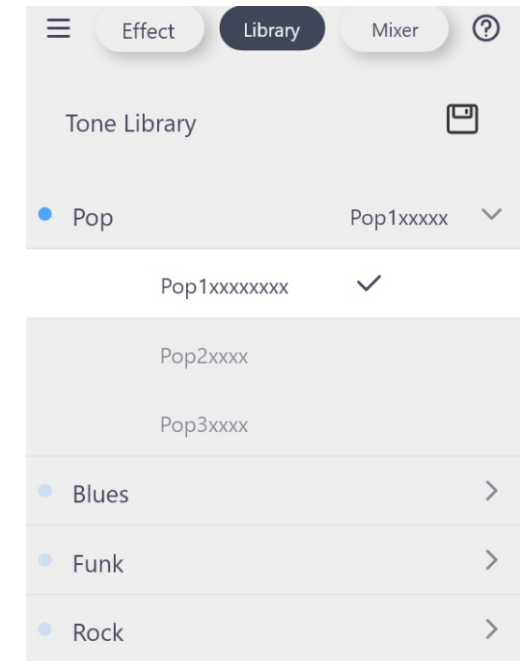 Effect Library Mixer ?
Tone Library
Pop Pop1xxxxx
Pop1xxxxxxxx
Pop2xxxx
Pop3xxxx
Blues
Funk
Rock